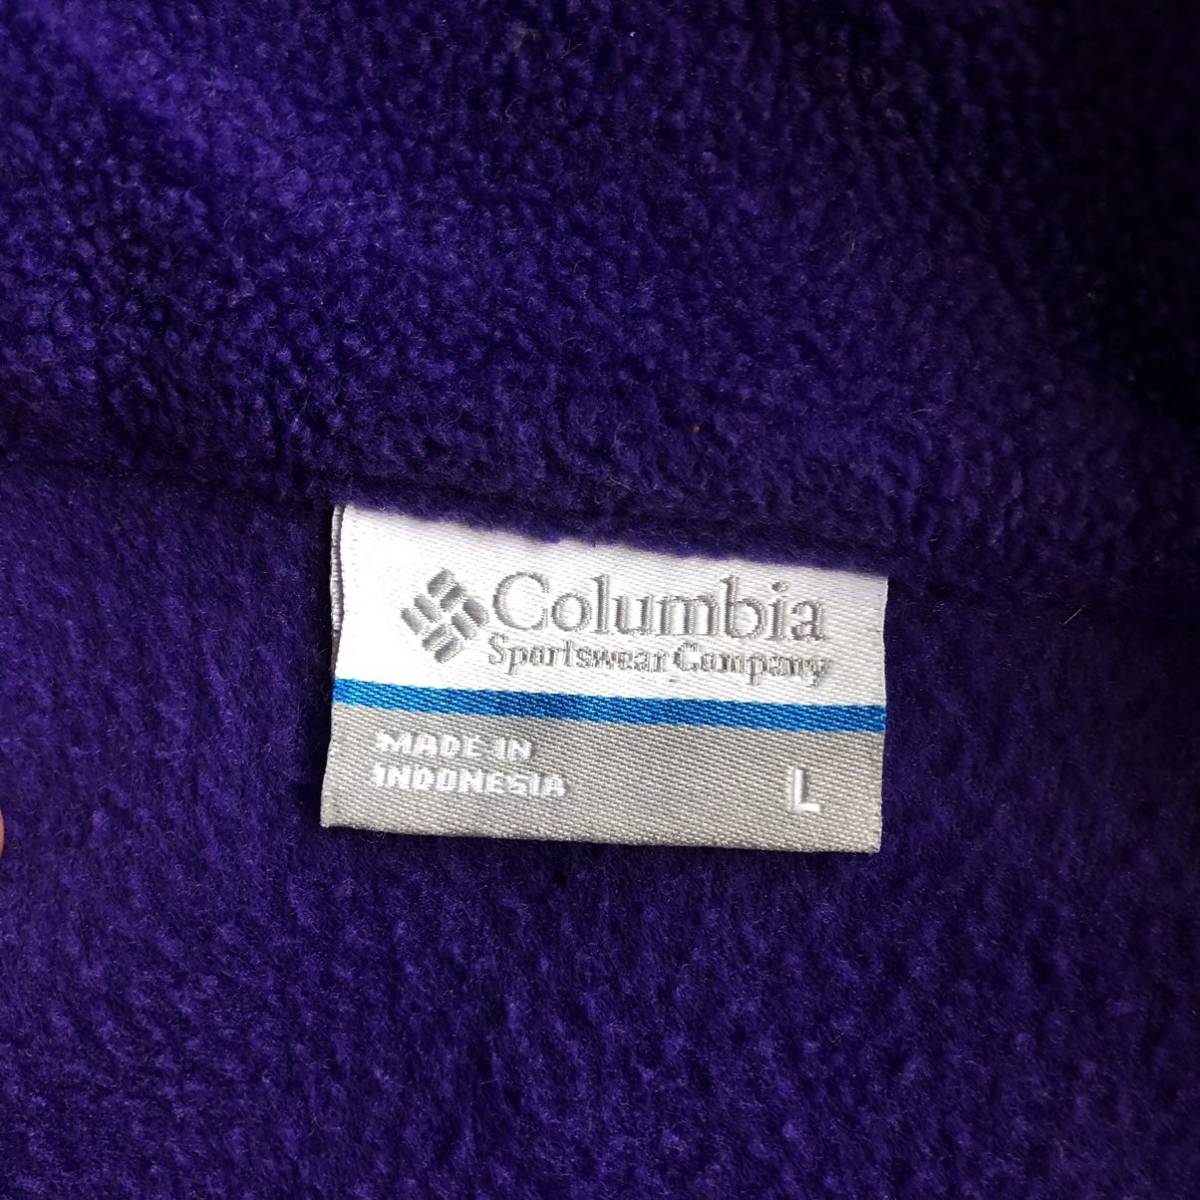 Columbia
Sportswear Company
MADE IN
INDONESIA
L